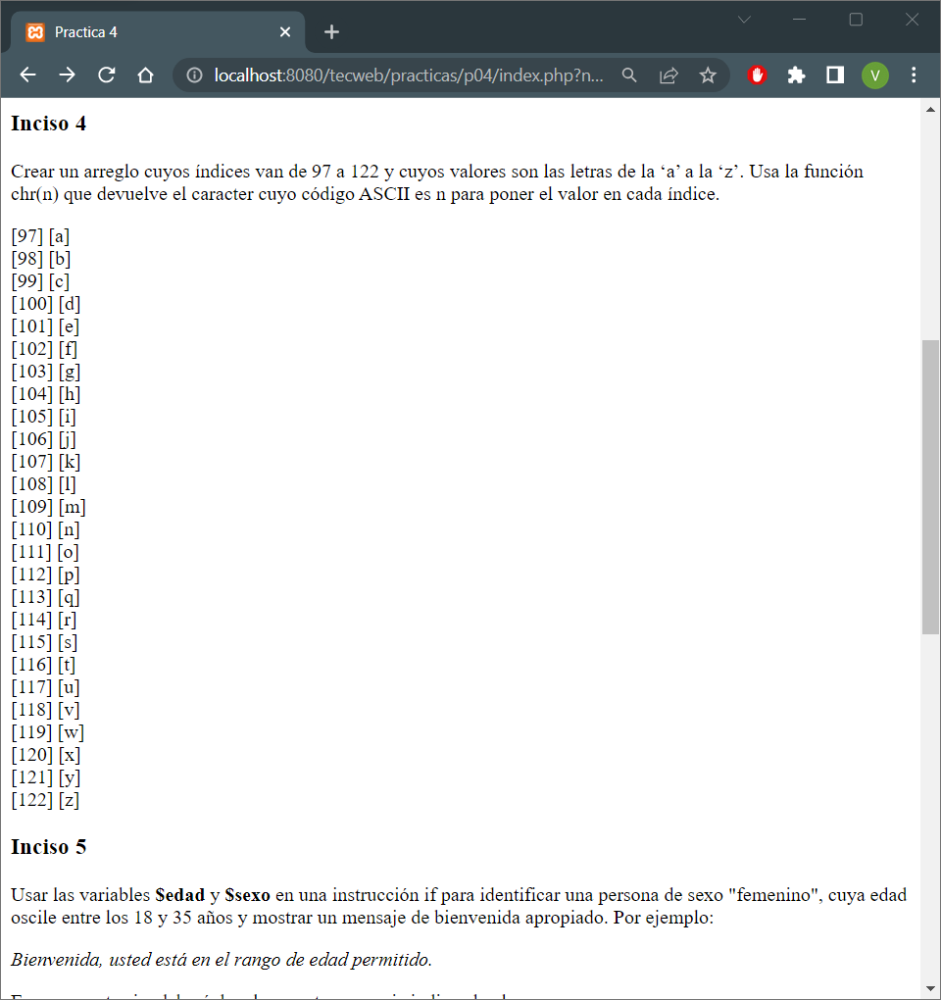 Practica 4
localhost:8080/tecweb/practicas/p04/index.php?n...
V
Inciso 4
Crear un arreglo cuyos índices van de 97 a 122 y cuyos valores son las letras de la ‘a’ a la ‘z’. Usa la función
chr(n) que devuelve el caracter cuyo código ASCII es n para poner el valor en cada índice.
[97] [a]
[98] [b]
[99] [c]
[100] [d]
[101] [e]
[102] [f]
[103] [g]
[104] [h]
[105] [i]
[106] [j]
[107] [k]
[108] [l]
[109] [m]
[110] [n]
[111] [o]
[112] [p]
[113] [q]
[114] [r]
[115] [s]
[116] [t]
[117] [u]
[118] [v]
[119] [w]
[120] [x]
[121] [y]
[122] [z]
Inciso 5
Usar las variables $edad y $sexo en una instrucción if para identificar una persona de sexo "femenino", cuya edad
oscile entre los 18 y 35 años y mostrar un mensaje de bienvenida apropiado. Por ejemplo:
Bienvenida, usted está en el rango de edad permitido.